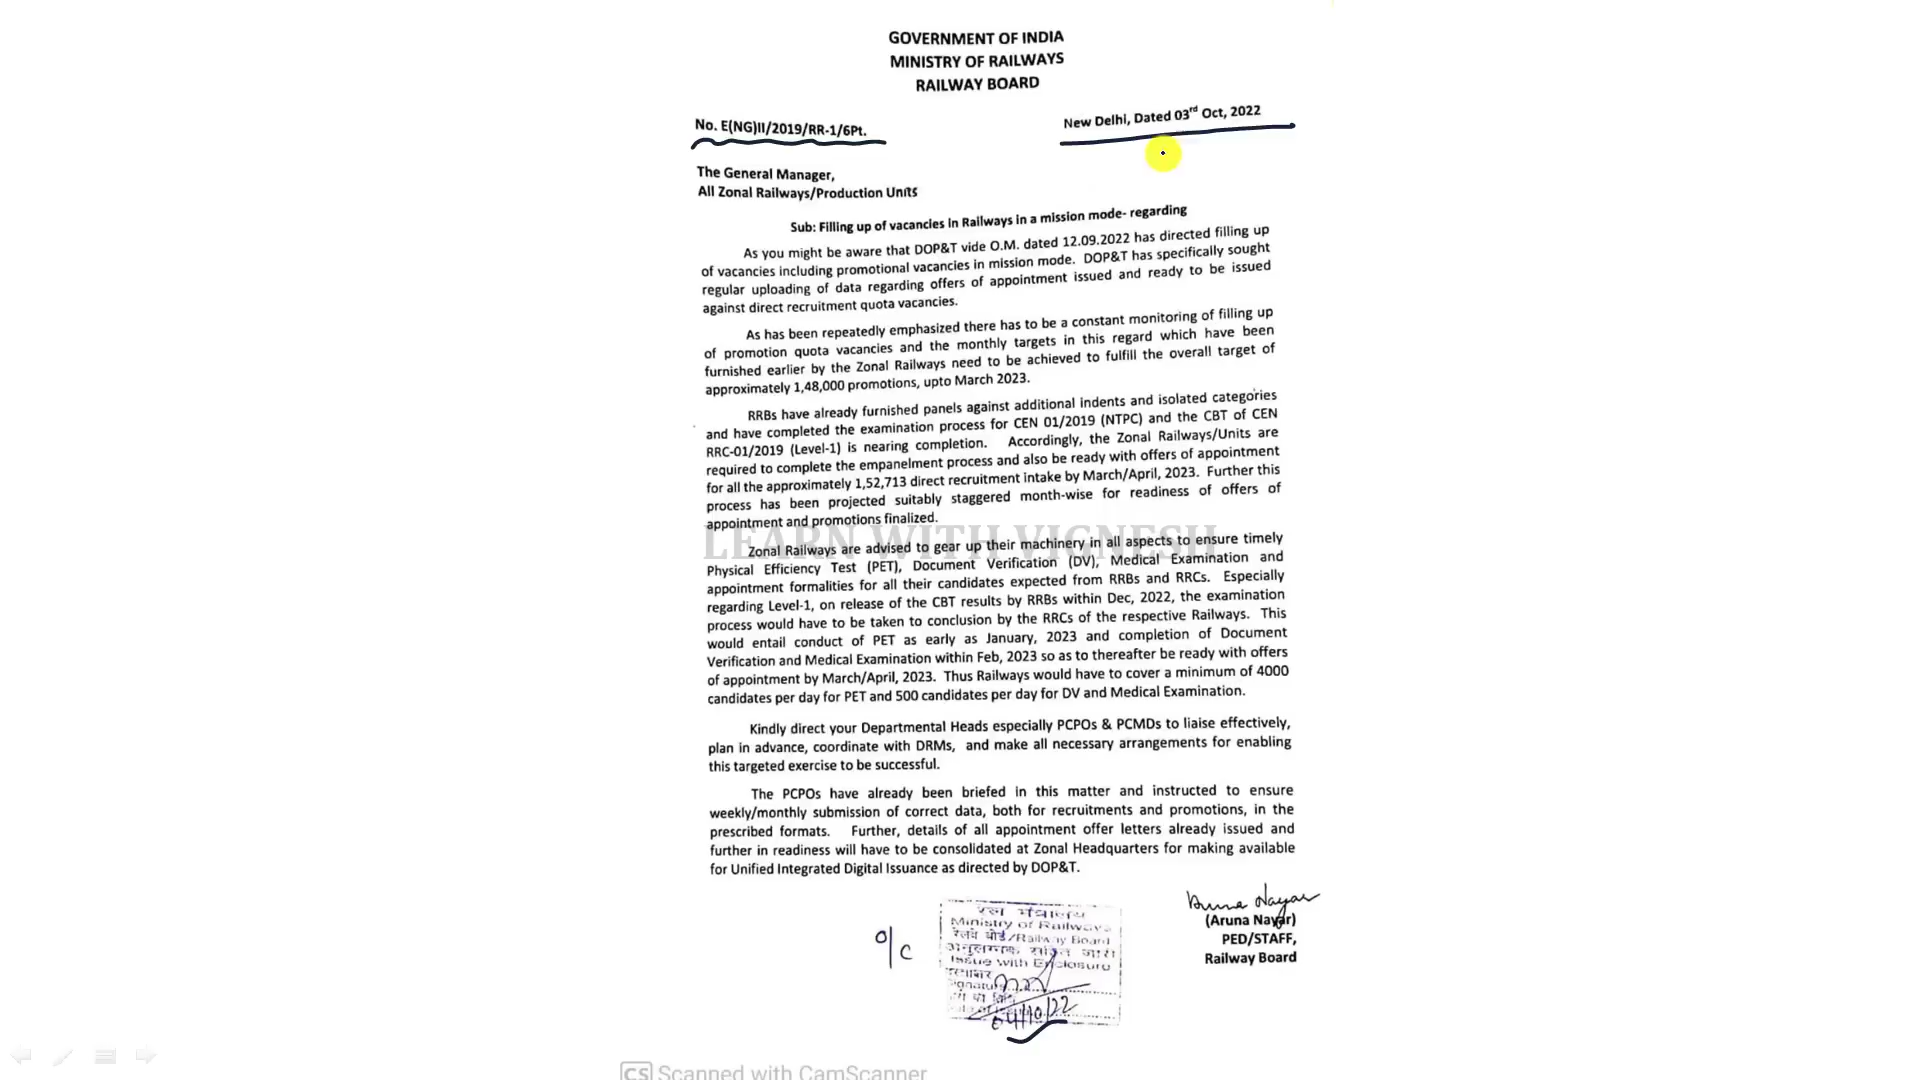 GOVERNMENT OF INDIA
MINISTRY OF RAILWAYS
RAILWAY BOARD
No. E(NG)II/2019/RR-1/6Pt.
New Delhi, Dated 03rd Oct, 2022
The General Manager,
All Zonal Railways/Production Units
Sub: Filling up of vacancies in Railways in a mission mode- regarding
As you might be aware that DOP&T vide O.M. dated 12.09.2022 has directed filling up
of vacancies including promotional vacancies in mission mode. DOP&T has specifically sought
regular uploading of data regarding offers of appointment issued and ready to be issued
against direct recruitment quota vacancies.
As has been repeatedly emphasized there has to be a constant monitoring of filling up
of promotion quota vacancies and the monthly targets in this regard which have been
furnished earlier by the Zonal Railways need to be achieved to fulfill the overall target of
approximately 1,48,000 promotions, upto March 2023.
RRBs have already furnished panels against additional indents and isolated categories
and have completed the examination process for CEN 01/2019 (NTPC) and the CBT of CEN
RRC-01/2019 (Level-1) is nearing completion. Accordingly, the Zonal Railways/Units are
required to complete the empanelment process and also be ready with offers of appointment
for all the approximately 1,52,713 direct recruitment intake by March/April, 2023. Further this
process has been projected suitably staggered month-wise for readiness of offers of
appointment and promotions finalized.
LEARN WITH VIGNESH
Zonal Railways are advised to gear up their machinery in all aspects to ensure timely
Physical Efficiency Test (PET), Document Verification (DV), Medical Examination and
appointment formalities for all their candidates expected from RRBs and RRCs. Especially
regarding Level-1, on release of the CBT results by RRBs within Dec, 2022, the examination
process would have to be taken to conclusion by the RRCs of the respective Railways. This
would entail conduct of PET as early as January, 2023 and completion of Document
Verification and Medical Examination within Feb, 2023 so as to thereafter be ready with offers
of appointment by March/April, 2023. Thus Railways would have to cover a minimum of 4000
candidates per day for PET and 500 candidates per day for DV and Medical Examination.
Kindly direct your Departmental Heads especially PCPOs & PCMDs to liaise effectively,
plan in advance, coordinate with DRMs, and make all necessary arrangements for enabling
this targeted exercise to be successful.
The PCPOs have already been briefed in this matter and instructed to ensure
weekly/monthly submission of correct data, both for recruitments and promotions, in the
prescribed formats. Further, details of all appointment offer letters already issued and
further in readiness will have to be consolidated at Zonal Headquarters for making available
for Unified Integrated Digital Issuance as directed by DOP&T.
Aruna Nayar
(Aruna Nayar)
PED/STAFF,
Railway Board
O/C
रेल मंत्रालय
Ministry of Railways
रेलवे बोर्ड/Railway Board
Issue with Enclosure
04/10/22
CS Scanned with CamScanner